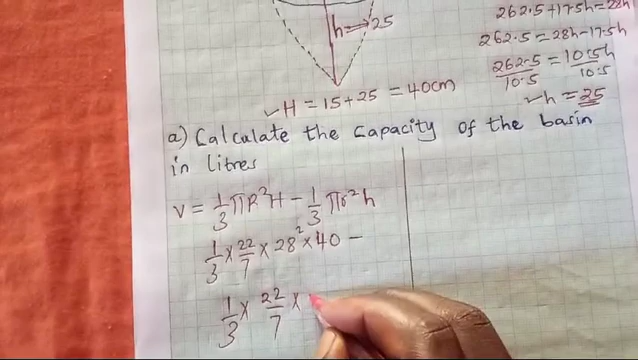 262.5 + 17.5h = 28h
262.5 = 28h - 17.5h
262.5/10.5 = 10.5h/10.5
h = 25
h → 25
H = 15 + 25 = 40cm
a) Calculate the capacity of the basin
in litres
V = 1/3 πR²H - 1/3 πr²h
1/3 × 22/7 × 28² × 40 -
1/3 × 22/7 ×